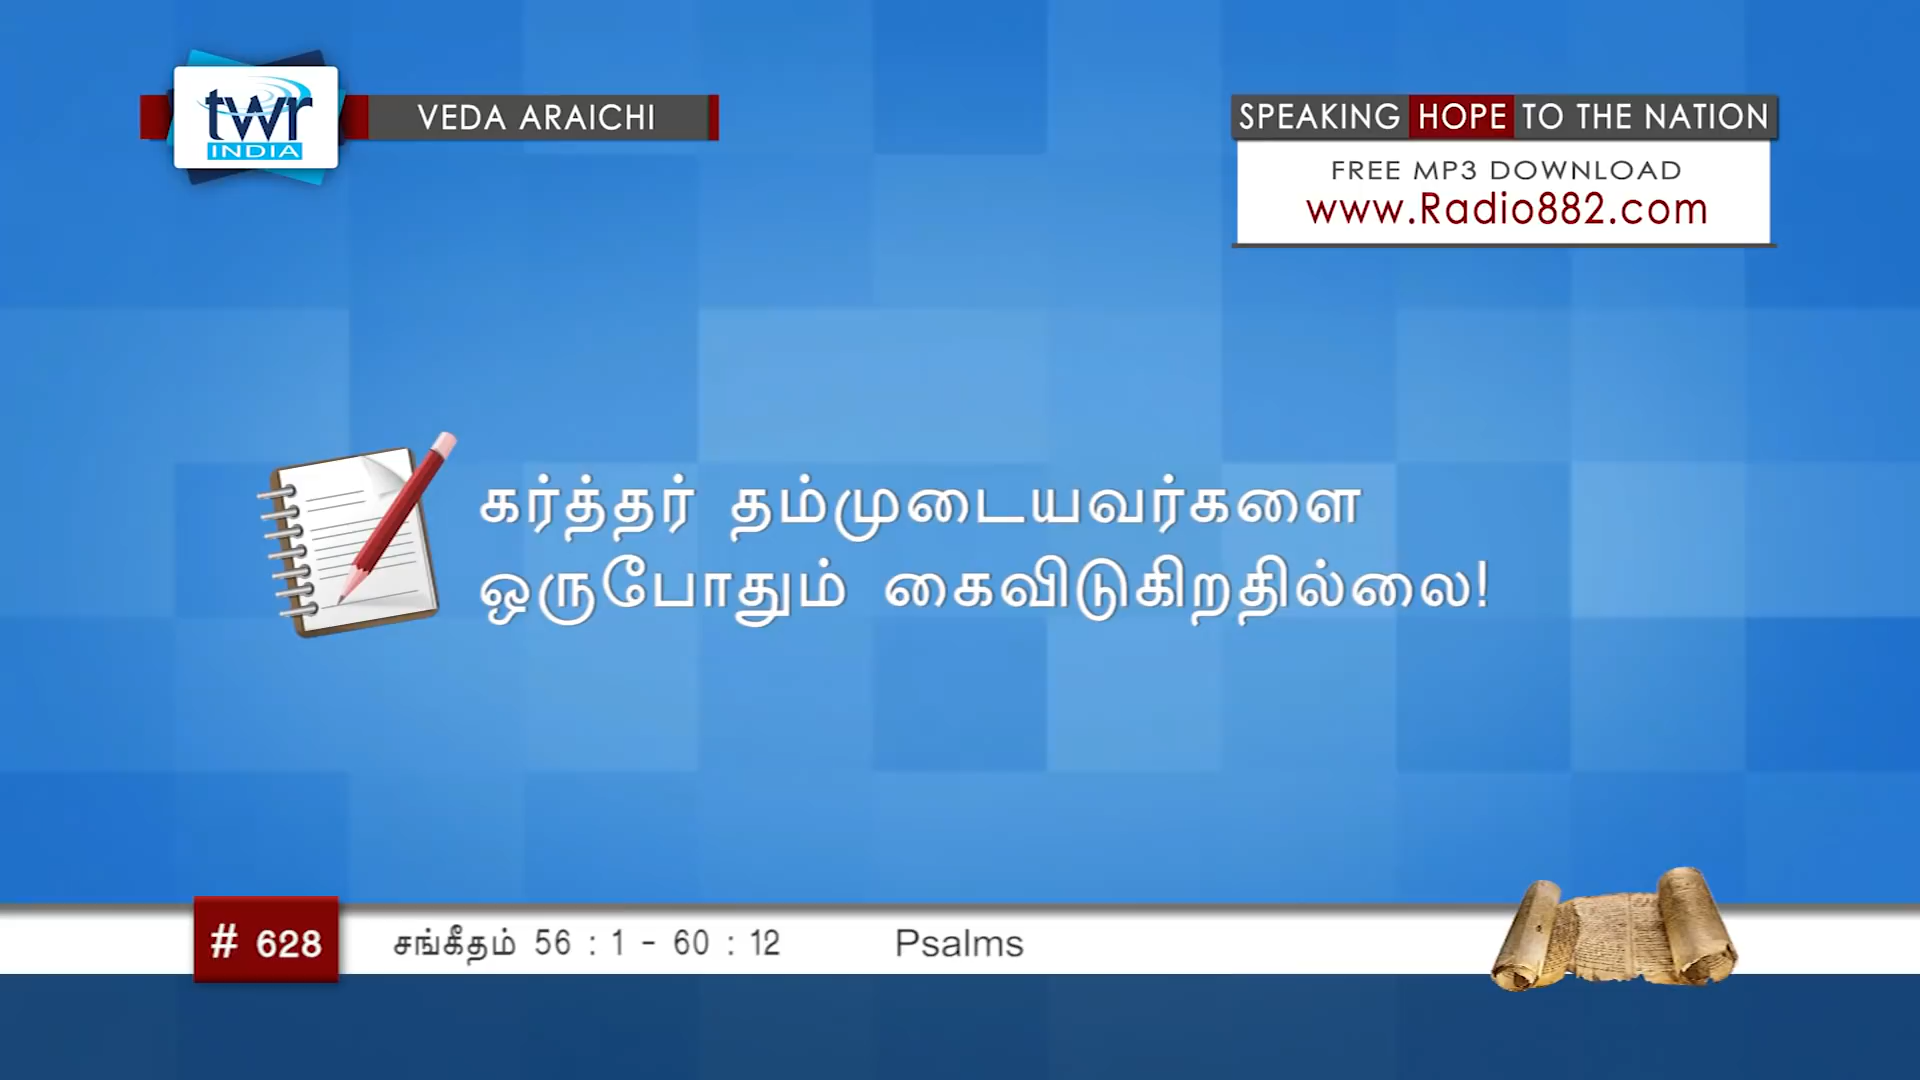 twr
INDIA
VEDA ARAICHI
SPEAKING HOPE TO THE NATION
FREE MP3 DOWNLOAD
www.Radio882.com
கர்த்தர் தம்முடையவர்களை
ஒருபோதும் கைவிடுகிறதில்லை!
# 628
சங்கீதம் 56 : 1 - 60 : 12
Psalms